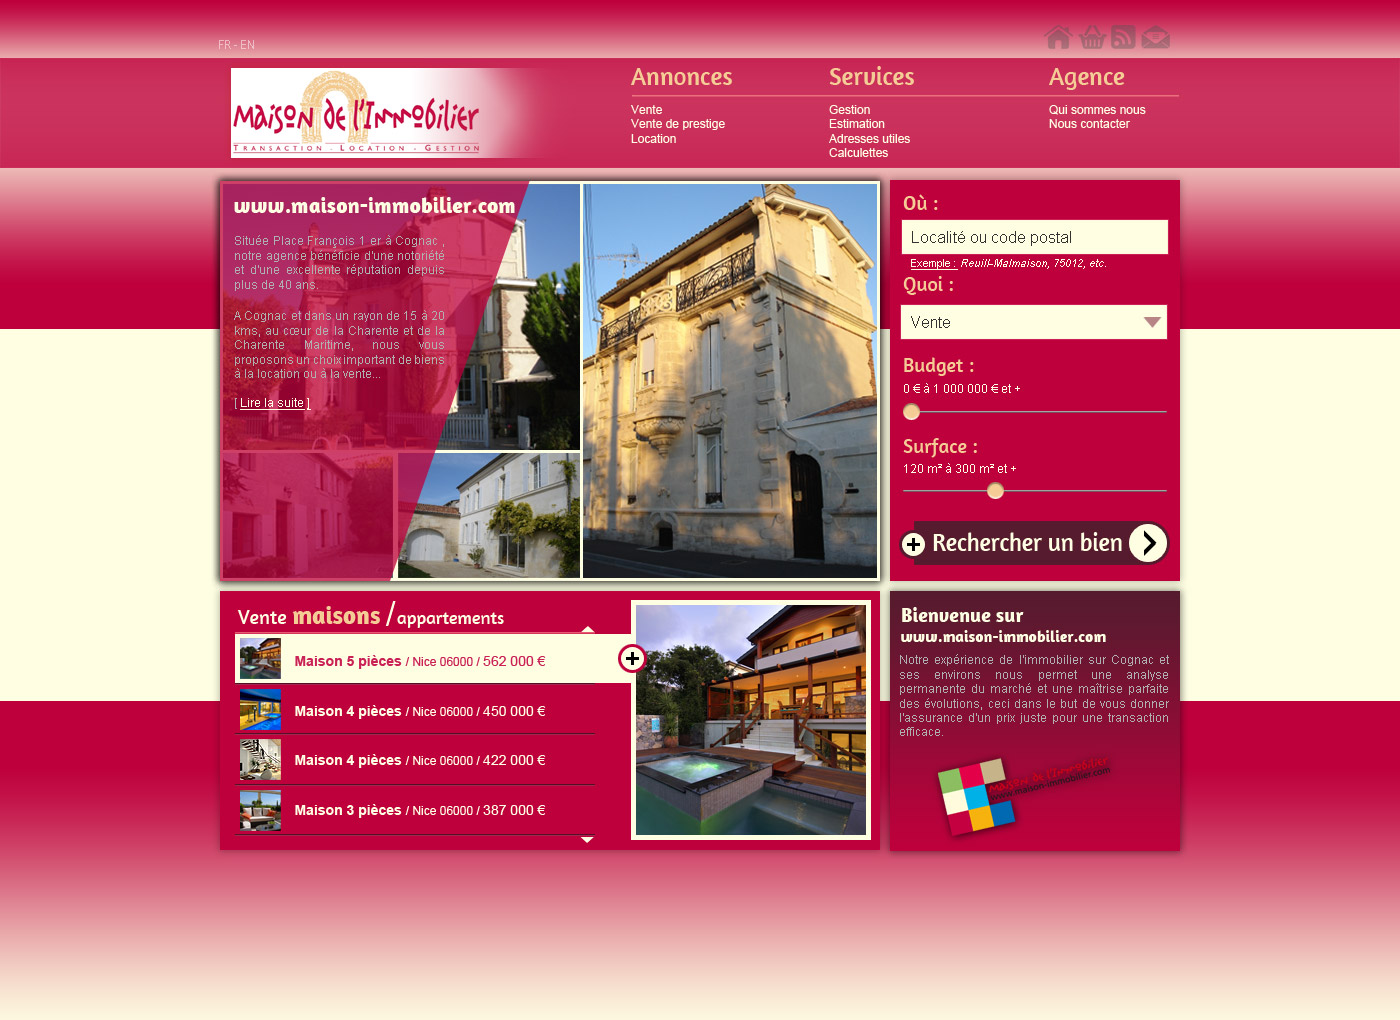 FR - EN
Maison de l'Immobilier
Transaction - Location - Gestion
Annonces
Vente
Vente de prestige
Location
Services
Gestion
Estimation
Adresses utiles
Calculettes
Agence
Qui sommes nous
Nous contacter
www.maison-immobilier.com
Située Place François 1 er à Cognac ,
notre agence bénéficie d'une notoriété
et d'une excellente réputation depuis
plus de 40 ans.
A Cognac et dans un rayon de 15 à 20
kms, au cœur de la Charente et de la
Charente Maritime, nous vous
proposons un choix important de biens
à la location ou à la vente...
[ Lire la suite ]
Où :
Localité ou code postal
Exemple : Reuill-Malmaison, 75012, etc.
Quoi :
Vente
Budget :
0 € à 1 000 000 € et +
Surface :
120 m² à 300 m² et +
Rechercher un bien
Vente maisons / appartements
Maison 5 pièces / Nice 06000 / 562 000 €
Maison 4 pièces / Nice 06000 / 450 000 €
Maison 4 pièces / Nice 06000 / 422 000 €
Maison 3 pièces / Nice 06000 / 387 000 €
Bienvenue sur
www.maison-immobilier.com
Notre expérience de l'immobilier sur Cognac et
ses environs nous permet une analyse
permanente du marché et une maîtrise parfaite
des évolutions, ceci dans le but de vous donner
l'assurance d'un prix juste pour une transaction
efficace.
Maison de l'Immobilier
www.maison-immobilier.com